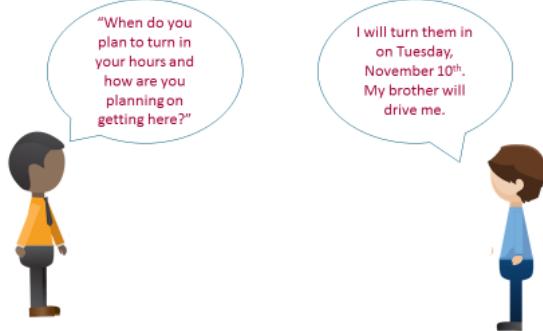 “When do you
plan to turn in
your hours and
how are you
planning on
getting here?”
I will turn them in
on Tuesday,
November 10th.
My brother will
drive me.